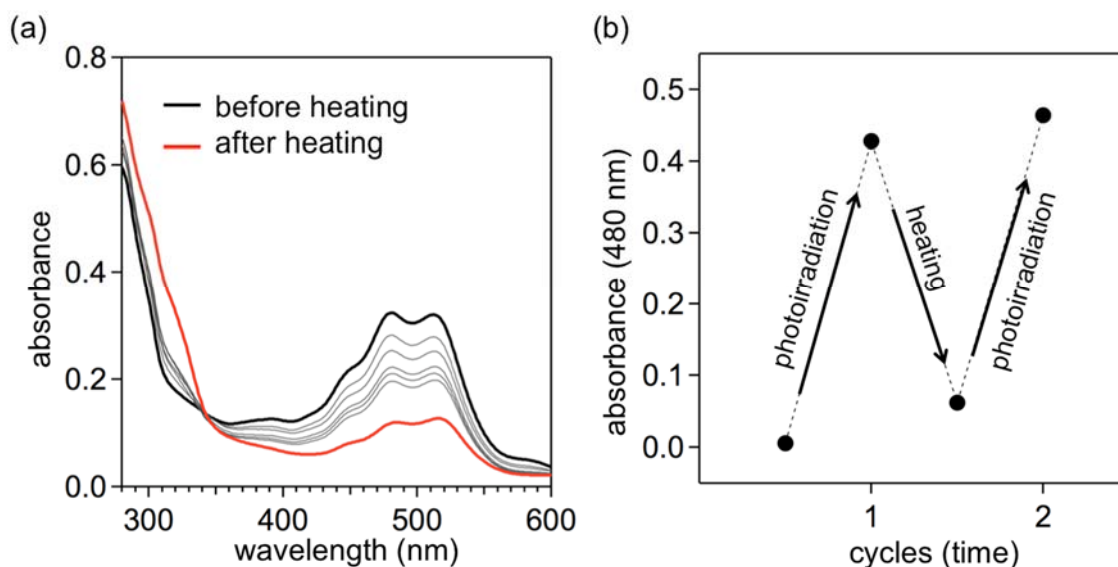 (a)
0.8
0.6
0.4
0.2
0.0
absorbance
before heating
after heating
300
400
500
600
wavelength (nm)
(b)
0.5
0.4
0.3
0.2
0.1
0.0
absorbance (480 nm)
photoirradiation
heating
photoirradiation
1
2
cycles (time)